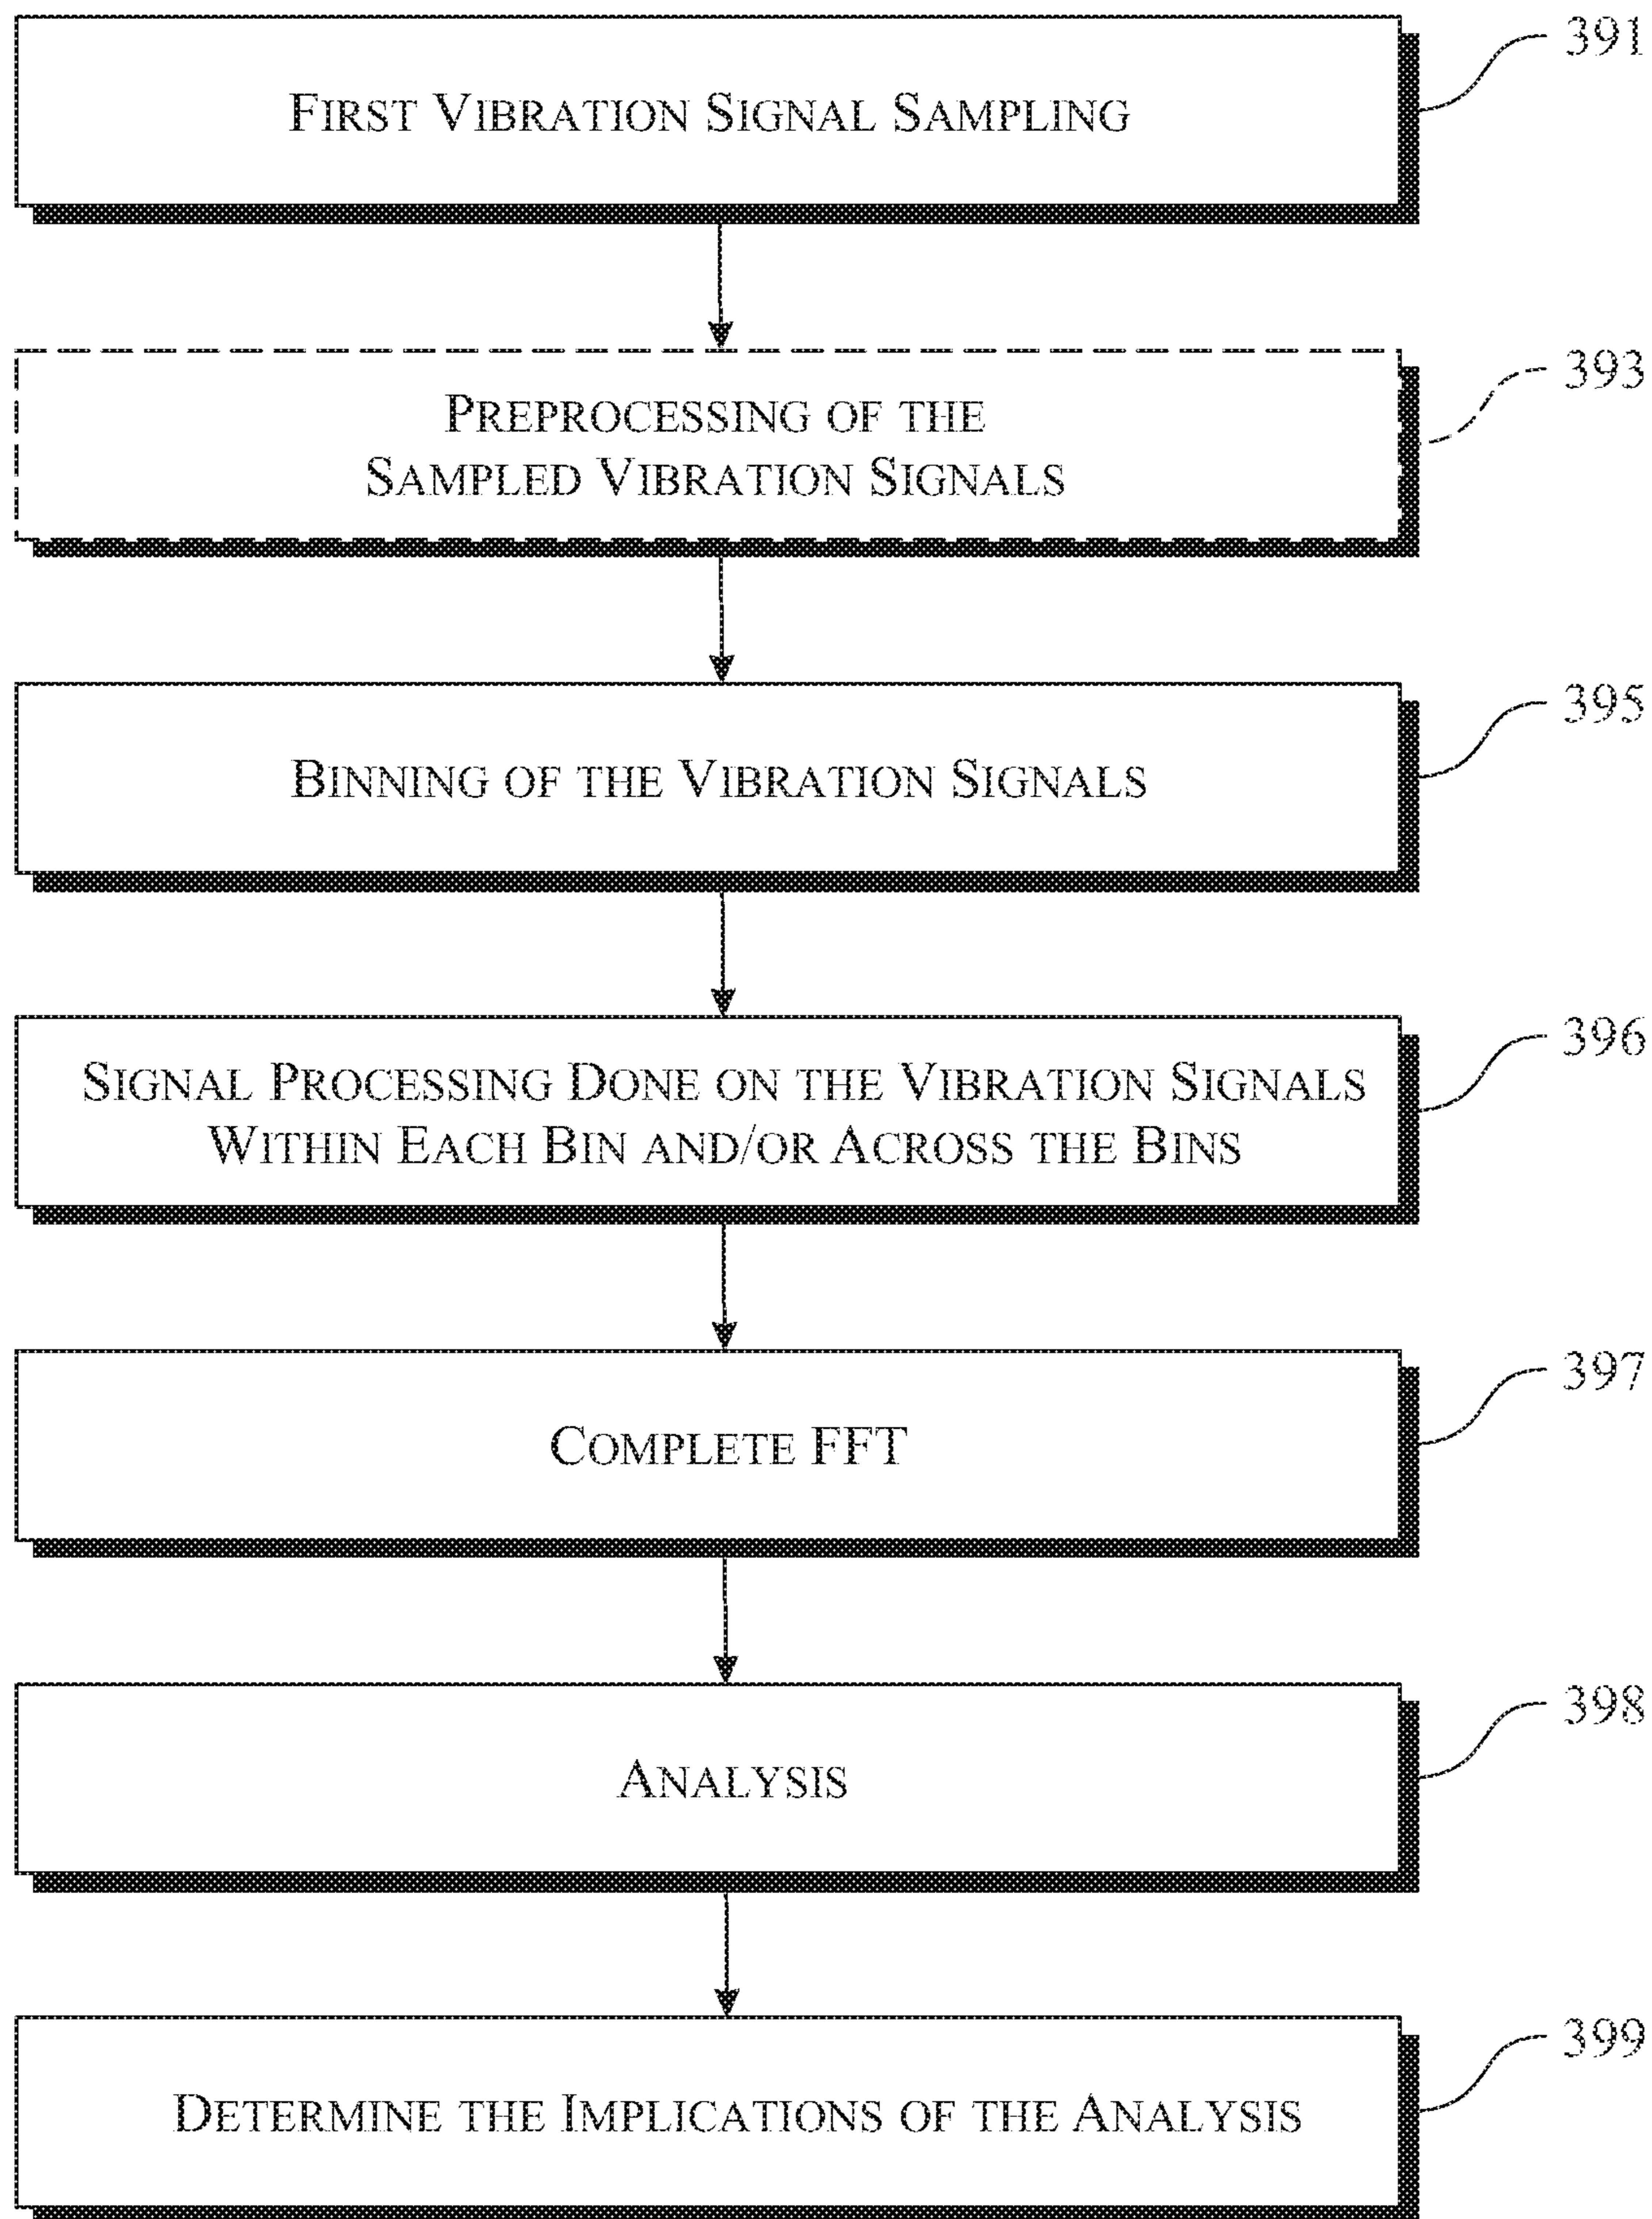 FIRST VIBRATION SIGNAL SAMPLING
391
PREPROCESSING OF THE
SAMPLED VIBRATION SIGNALS
393
BINNING OF THE VIBRATION SIGNALS
395
SIGNAL PROCESSING DONE ON THE VIBRATION SIGNALS
WITHIN EACH BIN AND/OR ACROSS THE BINS
396
COMPLETE FFT
397
ANALYSIS
398
DETERMINE THE IMPLICATIONS OF THE ANALYSIS
399